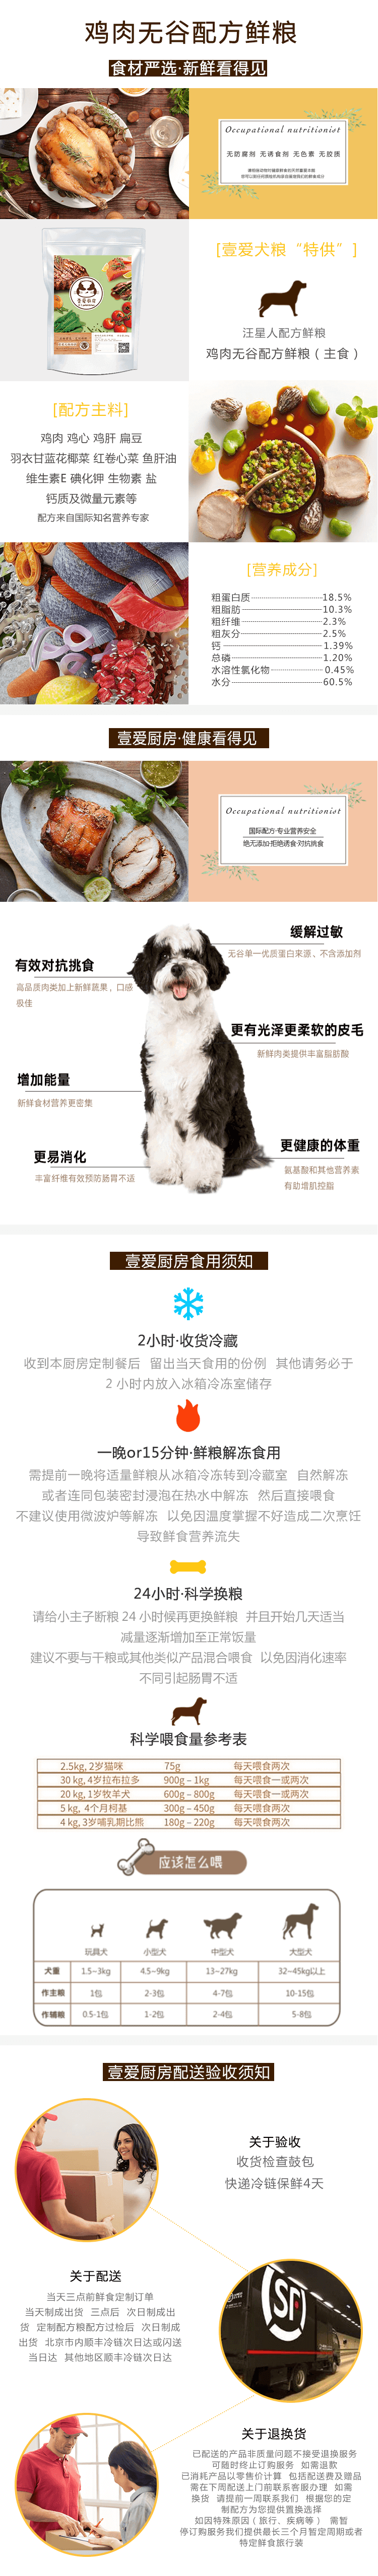 鸡肉无谷配方鲜粮
食材严选·新鲜看得见
Occupational nutritionist
无防腐剂 无诱食剂 无色素 无胶质
[壹爱犬粮“特供”]
汪星人配方鲜粮
鸡肉无谷配方鲜粮（主食）
壹爱厨房
[配方主料]
鸡肉 鸡心 鸡肝 扁豆
羽衣甘蓝花椰菜 红卷心菜 鱼肝油
维生素E 碘化钾 生物素 盐
钙质及微量元素等
配方来自国际知名营养专家
[营养成分]
粗蛋白质 18.5%
粗脂肪 10.3%
粗纤维 2.3%
粗灰分 2.5%
钙 1.39%
总磷 1.20%
水溶性氯化物 0.45%
水分 60.5%
壹爱厨房·健康看得见
Occupational nutritionist
国际配方·专业营养安全
绝无添加·拒绝诱食·对抗挑食
缓解过敏
无谷单一优质蛋白来源、不含添加剂
有效对抗挑食
高品质肉类加上新鲜蔬果，口感
极佳
更有光泽更柔软的皮毛
新鲜肉类提供丰富脂肪酸
增加能量
新鲜食材营养更密集
更健康的体重
氨基酸和其他营养素
有助增肌控脂
更易消化
丰富纤维有效预防肠胃不适
壹爱厨房食用须知
2小时·收货冷藏
收到本厨房定制餐后 留出当天食用的份例 其他请务必于
2 小时内放入冰箱冷冻室储存
一晚or15分钟·鲜粮解冻食用
需提前一晚将适量鲜粮从冰箱冷冻转到冷藏室 自然解冻
或者连同包装密封浸泡在热水中解冻 然后直接喂食
不建议使用微波炉等解冻 以免因温度掌握不好造成二次烹饪
导致鲜食营养流失
24小时·科学换粮
请给小主子断粮 24 小时候再更换鲜粮 并且开始几天适当
减量逐渐增加至正常饭量
建议不要与干粮或其他类似产品混合喂食 以免因消化速率
不同引起肠胃不适
科学喂食量参考表
2.5kg, 2岁猫咪 75g 每天喂食两次
30 kg, 4岁拉布拉多 900g – 1kg 每天喂食一或两次
20 kg, 1岁牧羊犬 600g – 800g 每天喂食一或两次
5 kg, 4个月柯基 300g – 450g 每天喂食两次
4 kg, 3岁哺乳期比熊 180g – 220g 每天喂食两次
应该怎么喂
玩具犬 小型犬 中型犬 大型犬
犬重 1.5~3kg 4.5~9kg 13~27kg 32~45kg以上
作主粮 1包 2-3包 4-7包 10-15包
作辅粮 0.5-1包 1-2包 2-4包 5-8包
壹爱厨房配送验收须知
关于验收
收货检查鼓包
快递冷链保鲜4天
关于配送
当天三点前鲜食定制订单
当天制成出货 三点后 次日制成出
货 定制配方粮配方过检后 次日制成
出货 北京市内顺丰冷链次日达或闪送
当日达 其他地区顺丰冷链次日达
SF
关于退换货
已配送的产品非质量问题不接受退换服务
可随时终止订购服务 如需退款
已消耗产品以零售价计算 包括配送费及赠品
需在下周配送上门前联系客服办理 如需
换货 请提前一周联系我们 根据您的定
制配方为您提供置换选择
如因特殊原因（旅行、疾病等） 需暂
停订购服务我们提供最长三个月暂定周期或者
特定鲜食旅行装